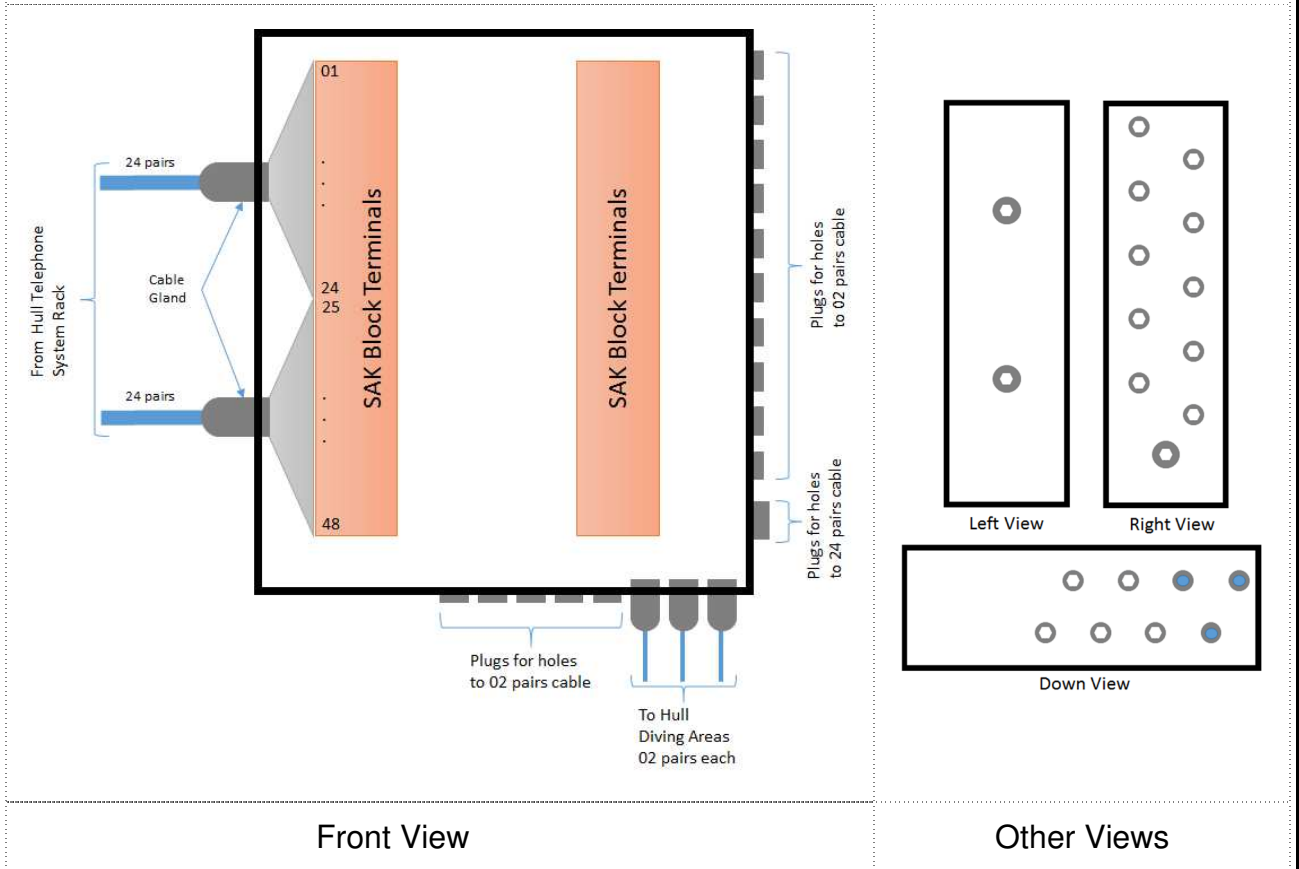 01
24 pairs
.
.
.
SAK Block Terminals
SAK Block Terminals
Plugs for holes
to 02 pairs cable
From Hull Telephone
System Rack
Cable
Gland
24
25
24 pairs
.
.
.
48
Plugs for holes
to 24 pairs cable
Plugs for holes
to 02 pairs cable
To Hull
Diving Areas
02 pairs each
Left View
Right View
Down View
Front View
Other Views